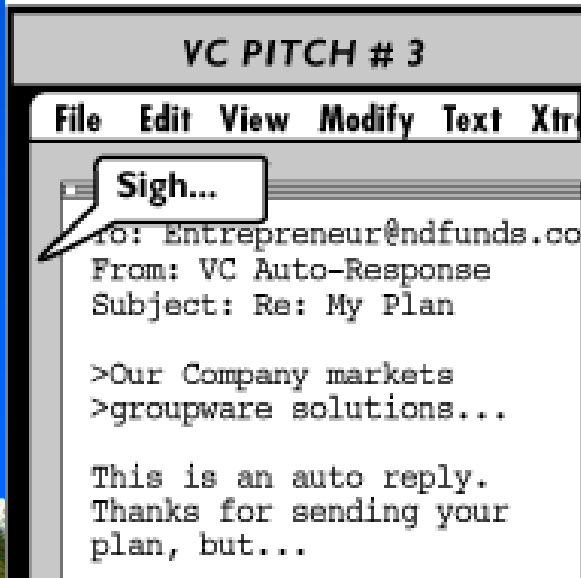 VC PITCH # 3
File Edit View Modify Text Xtr
Sigh...
To: Entrepreneur@ndfunds.co
From: VC Auto-Response
Subject: Re: My Plan
>Our Company markets
>groupware solutions...
This is an auto reply.
Thanks for sending your
plan, but...